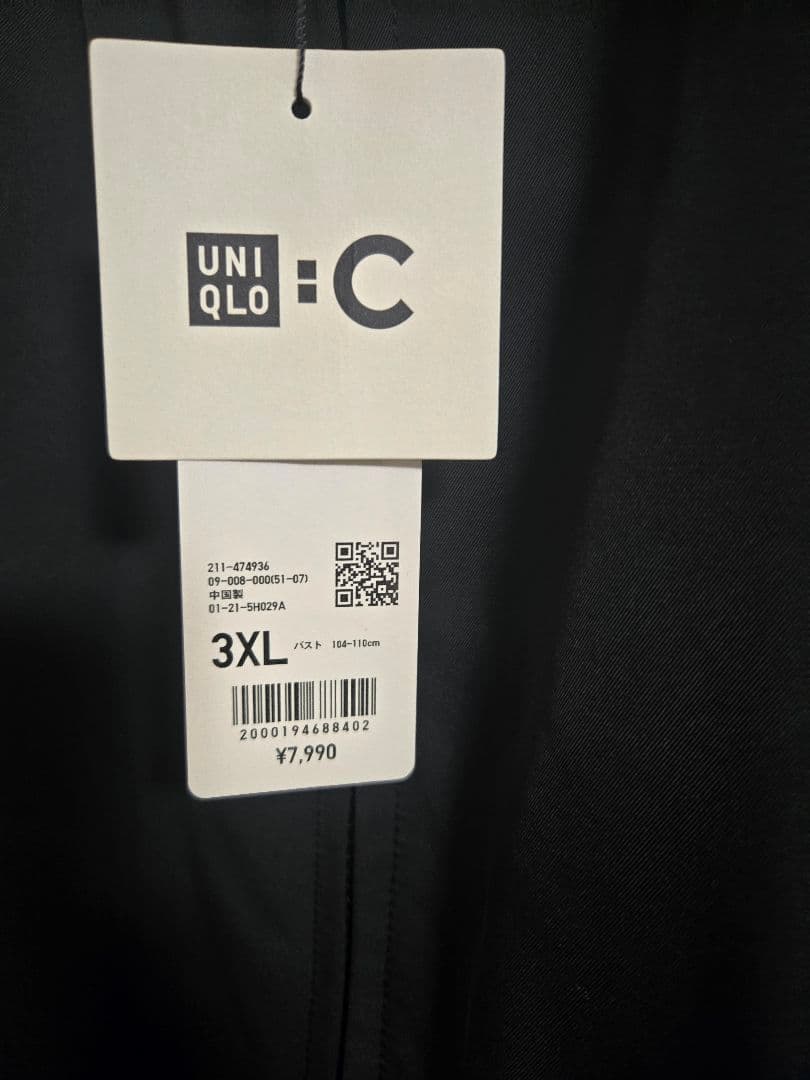 UNI
QLO : C
211-474936
09-008-000(51-07)
中国製
01-21-5H029A
3XL バスト 104-110cm
2000194688402
¥7,990